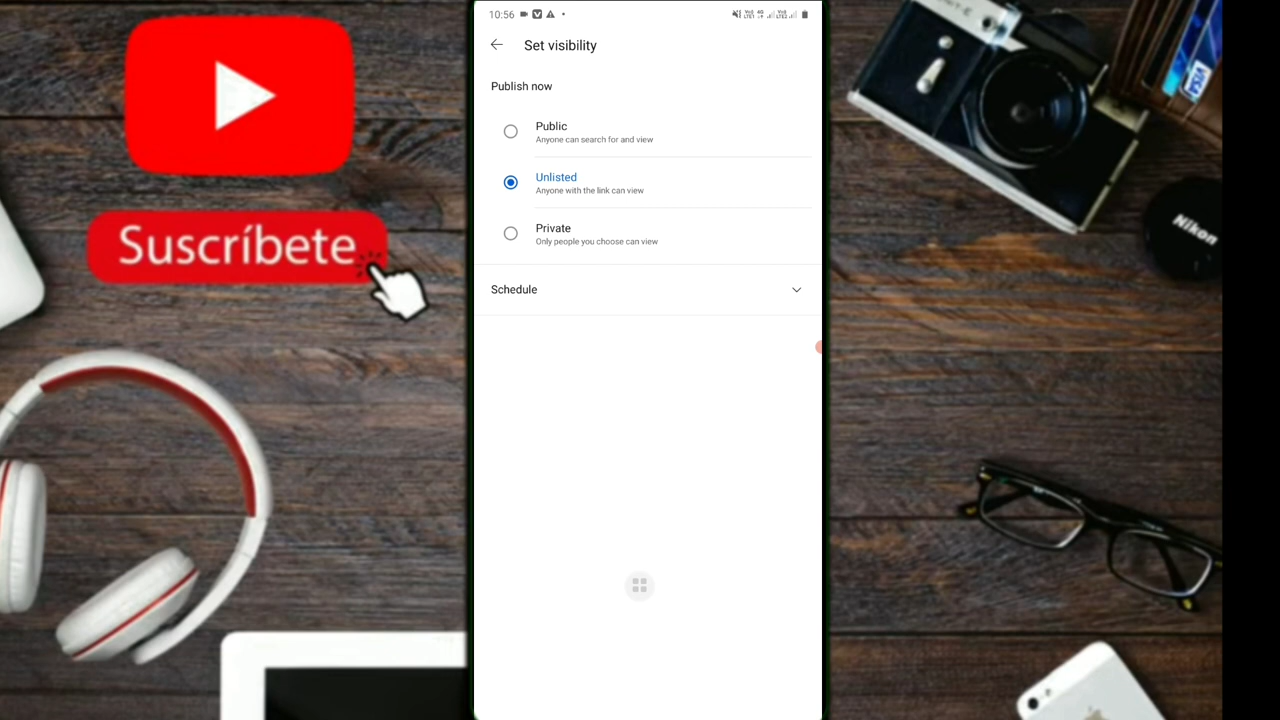 10:56
Set visibility
Publish now
Public
Anyone can search for and view
Unlisted
Anyone with the link can view
Private
Only people you choose can view
Schedule
Suscríbete
Nikon
VISA